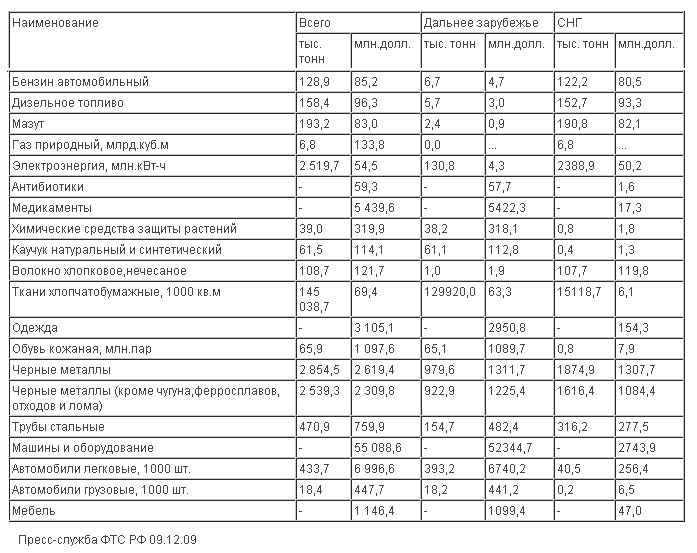 Наименование Всего Дальнее зарубежье СНГ
тыс. тонн млн.долл. тыс. тонн млн.долл. тыс. тонн млн.долл.
Бензин автомобильный 128,9 85,2 6,7 4,7 122,2 80,5
Дизельное топливо 158,4 96,3 5,7 3,0 152,7 93,3
Мазут 193,2 83,0 2,4 0,9 190,8 82,1
Газ природный, млрд.куб.м 6,8 133,8 0,0 ... 6,8 ...
Электроэнергия, млн.кВт-ч 2 519,7 54,5 130,8 4,3 2388,9 50,2
Антибиотики - 59,3 - 57,7 - 1,6
Медикаменты - 5 439,6 - 5422,3 - 17,3
Химические средства защиты растений 39,0 319,9 38,2 318,1 0,8 1,8
Каучук натуральный и синтетический 61,5 114,1 61,1 112,8 0,4 1,3
Волокно хлопковое,нечесаное 108,7 121,7 1,0 1,9 107,7 119,8
Ткани хлопчатобумажные, 1000 кв.м 145 038,7 69,4 129920,0 63,3 15118,7 6,1
Одежда - 3 105,1 - 2950,8 - 154,3
Обувь кожаная, млн.пар 65,9 1 097,6 65,1 1089,7 0,8 7,9
Черные металлы 2 854,5 2 619,4 979,6 1311,7 1874,9 1307,7
Черные металлы (кроме чугуна,ферросплавов, 2 539,3 2 309,8 922,9 1225,4 1616,4 1084,4
отходов и лома)
Трубы стальные 470,9 759,9 154,7 482,4 316,2 277,5
Машины и оборудование - 55 088,6 - 52344,7 - 2743,9
Автомобили легковые, 1000 шт. 433,7 6 996,6 393,2 6740,2 40,5 256,4
Автомобили грузовые, 1000 шт. 18,4 447,7 18,2 441,2 0,2 6,5
Мебель - 1 146,4 - 1099,4 - 47,0
Пресс-служба ФТС РФ 09.12.09